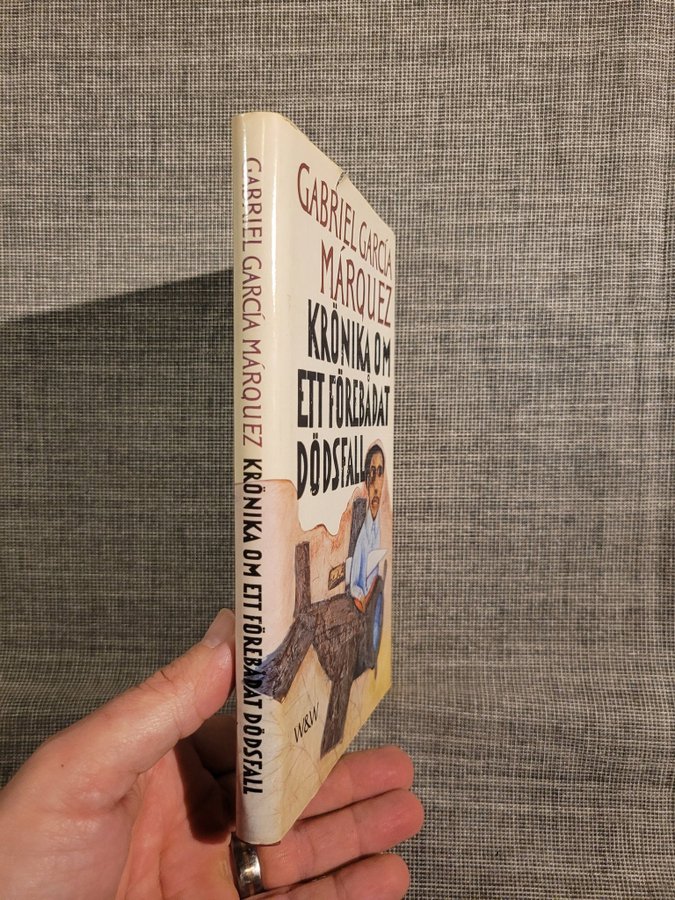 GABRIEL GARCÍA MÁRQUEZ KRÖNIKA OM ETT FÖREBÅDAT DÖDSFALL
GABRIEL GARCÍA
MÁRQUEZ
KRÖNIKA OM
ETT FÖREBÅDAT
DÖDSFALL
W&W